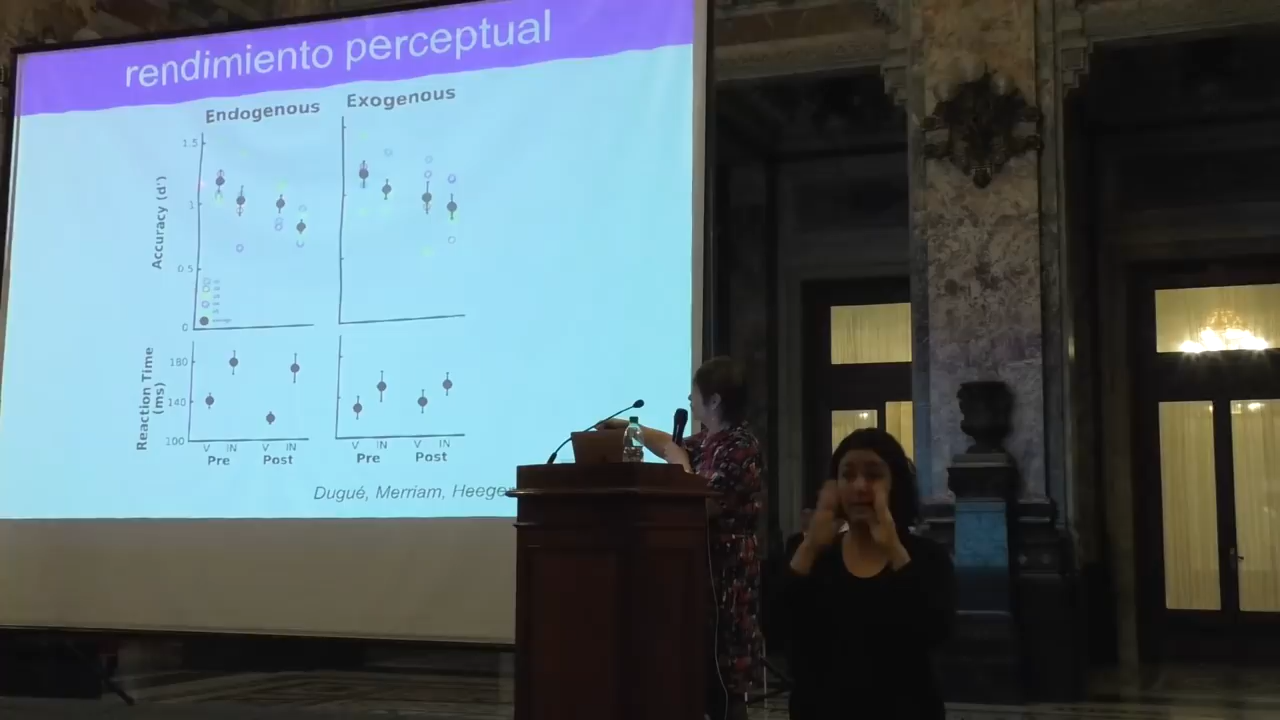 rendimiento perceptual
Endogenous
Exogenous
1.5
1
0.5
0
Accuracy (d')
180
140
100
Reaction Time
(ms)
V IN V IN
Pre Post
V IN V IN
Pre Post
Dugué, Merriam, Heege